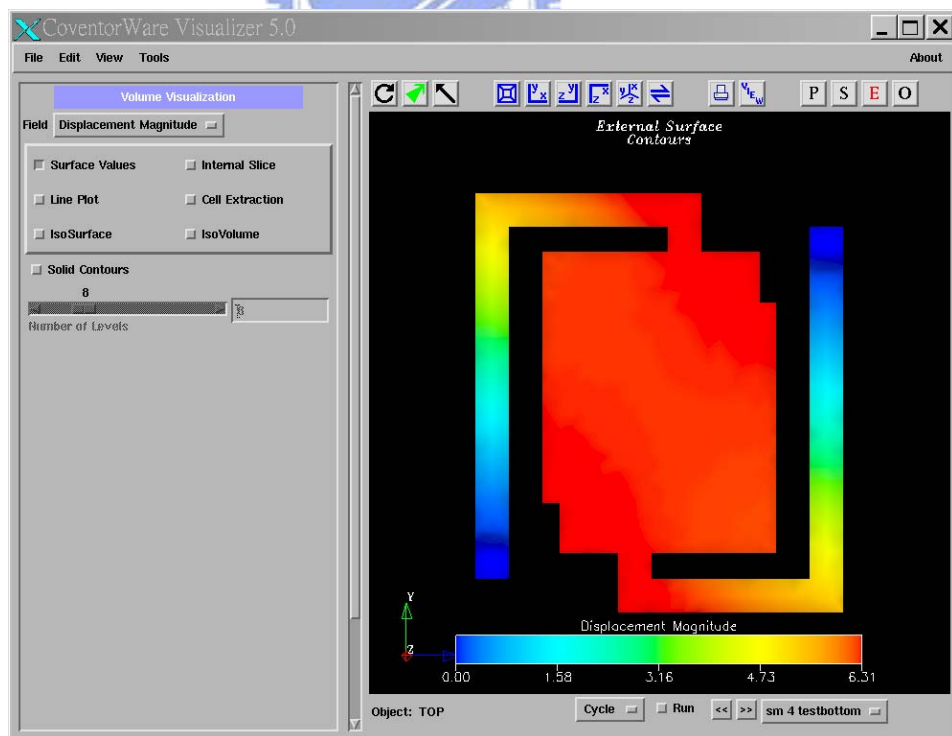 CoventorWare Visualizer 5.0
File Edit View Tools About
Volume Visualization
Field Displacement Magnitude
Surface Values Internal Slice
Line Plot Cell Extraction
IsoSurface IsoVolume
Solid Contours
8
8
Number of Levels
y x z y z x y x z VIEW P S E O
External Surface
Contours
Y
Z
Displacement Magnitude
0.00 1.58 3.16 4.73 6.31
Object: TOP Cycle Run << >> sm 4 testbottom